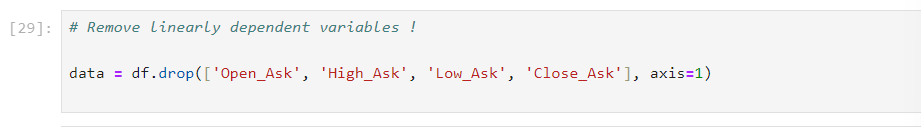 [29]: # Remove linearly dependent variables !
data = df.drop(['Open_Ask', 'High_Ask', 'Low_Ask', 'Close_Ask'], axis=1)